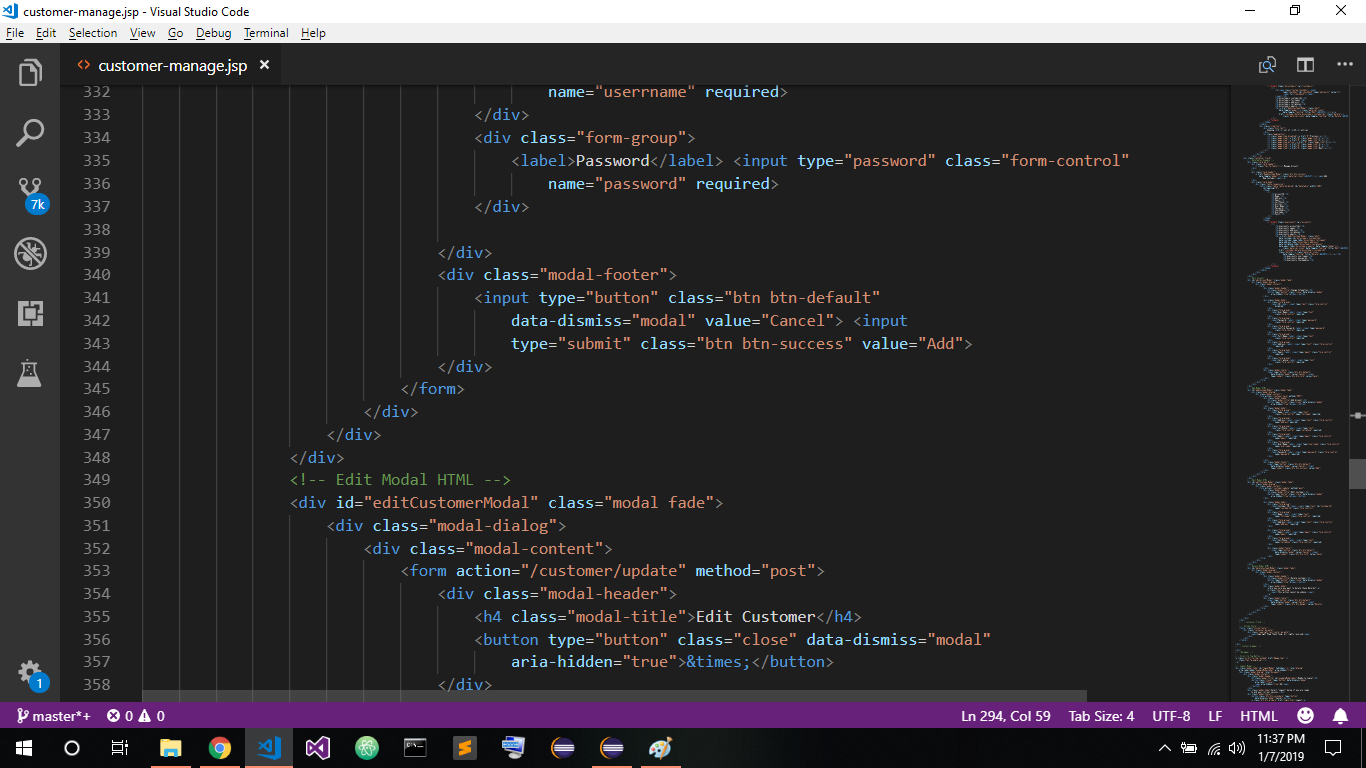 customer-manage.jsp - Visual Studio Code
File Edit Selection View Go Debug Terminal Help
customer-manage.jsp
332 name="userrname" required>
333 </div>
334 <div class="form-group">
335 <label>Password</label> <input type="password" class="form-control"
336 name="password" required>
337 </div>
338
339 </div>
340 <div class="modal-footer">
341 <input type="button" class="btn btn-default"
342 data-dismiss="modal" value="Cancel"> <input
343 type="submit" class="btn btn-success" value="Add">
344 </div>
345 </form>
346 </div>
347 </div>
348 </div>
349 <!-- Edit Modal HTML -->
350 <div id="editCustomerModal" class="modal fade">
351 <div class="modal-dialog">
352 <div class="modal-content">
353 <form action="/customer/update" method="post">
354 <div class="modal-header">
355 <h4 class="modal-title">Edit Customer</h4>
356 <button type="button" class="close" data-dismiss="modal"
357 aria-hidden="true">&times;</button>
358 </div>
7k
1
master*+ 0 0 Ln 294, Col 59 Tab Size: 4 UTF-8 LF HTML
11:37 PM
1/7/2019